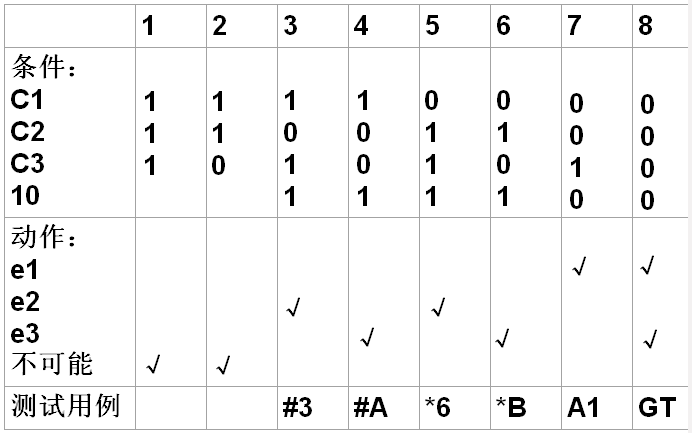 1 2 3 4 5 6 7 8
条件：
C1 1 1 1 1 0 0 0 0
C2 1 1 0 0 1 1 0 0
C3 1 0 1 0 1 0 1 0
10 1 1 1 1 0 0
动作：
e1 √ √
e2 √ √
e3 √ √ √
不可能 √ √
测试用例 #3 #A *6 *B A1 GT